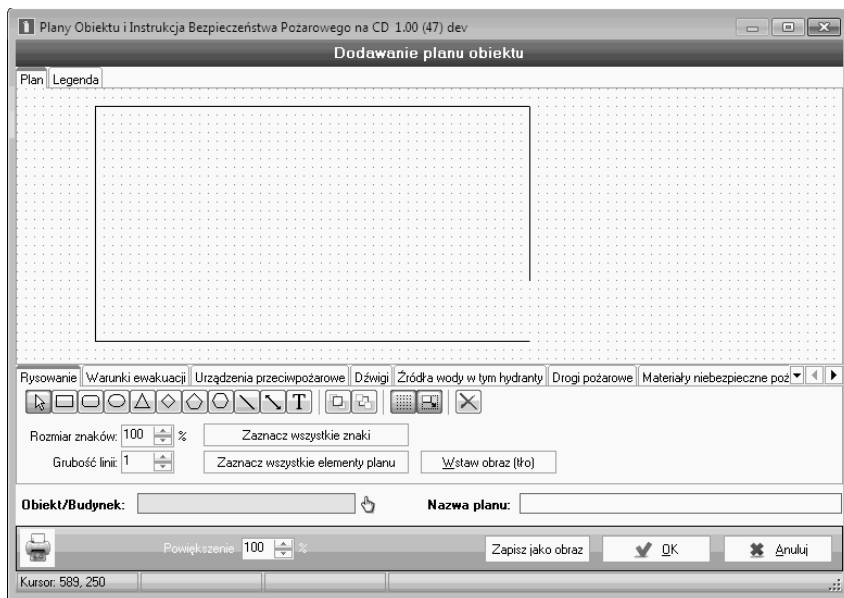 Plany Obiektu i Instrukcja Bezpieczeństwa Pożarowego na CD 1.00 (47) dev
Dodawanie planu obiektu
Plan Legenda
Rysowanie Warunki ewakuacji Urządzenia przeciwpożarowe Dźwigi Źródła wody w tym hydranty Drogi pożarowe Materiały niebezpieczne poż
T
Rozmiar znaków: 100 % Zaznacz wszystkie znaki
Grubość linii: 1 Zaznacz wszystkie elementy planu Wstaw obraz (tło)
Obiekt/Budynek: Nazwa planu:
Powiększenie 100 % Zapisz jako obraz OK Anuluj
Kursor: 589, 250